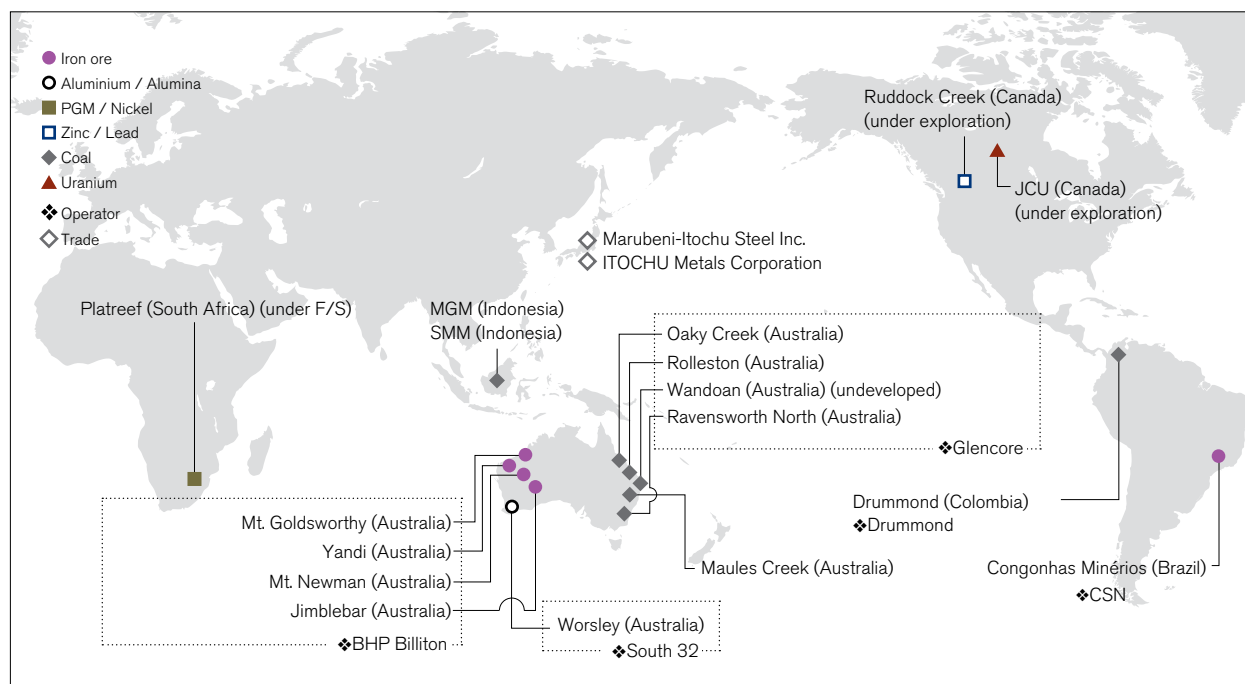 Iron ore
Aluminium / Alumina
PGM / Nickel
Zinc / Lead
Coal
Uranium
Operator
Trade
Ruddock Creek (Canada)
(under exploration)
JCU (Canada)
(under exploration)
Marubeni-Itochu Steel Inc.
ITOCHU Metals Corporation
Platreef (South Africa) (under F/S)
MGM (Indonesia)
SMM (Indonesia)
Oaky Creek (Australia)
Rolleston (Australia)
Wandoan (Australia) (undeveloped)
Ravensworth North (Australia)
❖Glencore
Drummond (Colombia)
❖Drummond
Mt. Goldsworthy (Australia)
Yandi (Australia)
Mt. Newman (Australia)
Jimblebar (Australia)
❖BHP Billiton
Maules Creek (Australia)
Congonhas Minérios (Brazil)
❖CSN
Worsley (Australia)
❖South 32